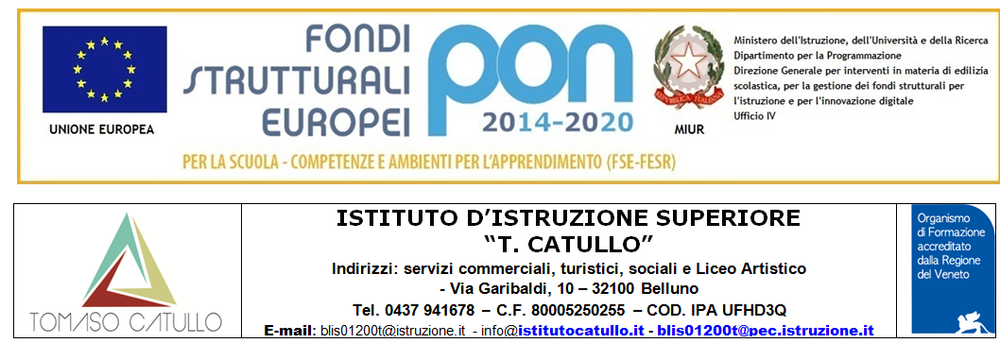 UNIONE EUROPEA
FONDI
STRUTTURALI
EUROPEI
pon
2014-2020
MIUR
REPVBBLICA ITALIANA
Ministero dell'Istruzione, dell'Università e della Ricerca
Dipartimento per la Programmazione
Direzione Generale per interventi in materia di edilizia
scolastica, per la gestione dei fondi strutturali per
l'istruzione e per l'innovazione digitale
Ufficio IV
PER LA SCUOLA - COMPETENZE E AMBIENTI PER L'APPRENDIMENTO (FSE-FESR)
TOMASO CATULLO
ISTITUTO D’ISTRUZIONE SUPERIORE
“T. CATULLO”
Indirizzi: servizi commerciali, turistici, sociali e Liceo Artistico
- Via Garibaldi, 10 – 32100 Belluno
Tel. 0437 941678 – C.F. 80005250255 – COD. IPA UFHD3Q
E-mail: blis01200t@istruzione.it - info@istitutocatullo.it - blis01200t@pec.istruzione.it
Organismo
di Formazione
accreditato
dalla Regione
del Veneto